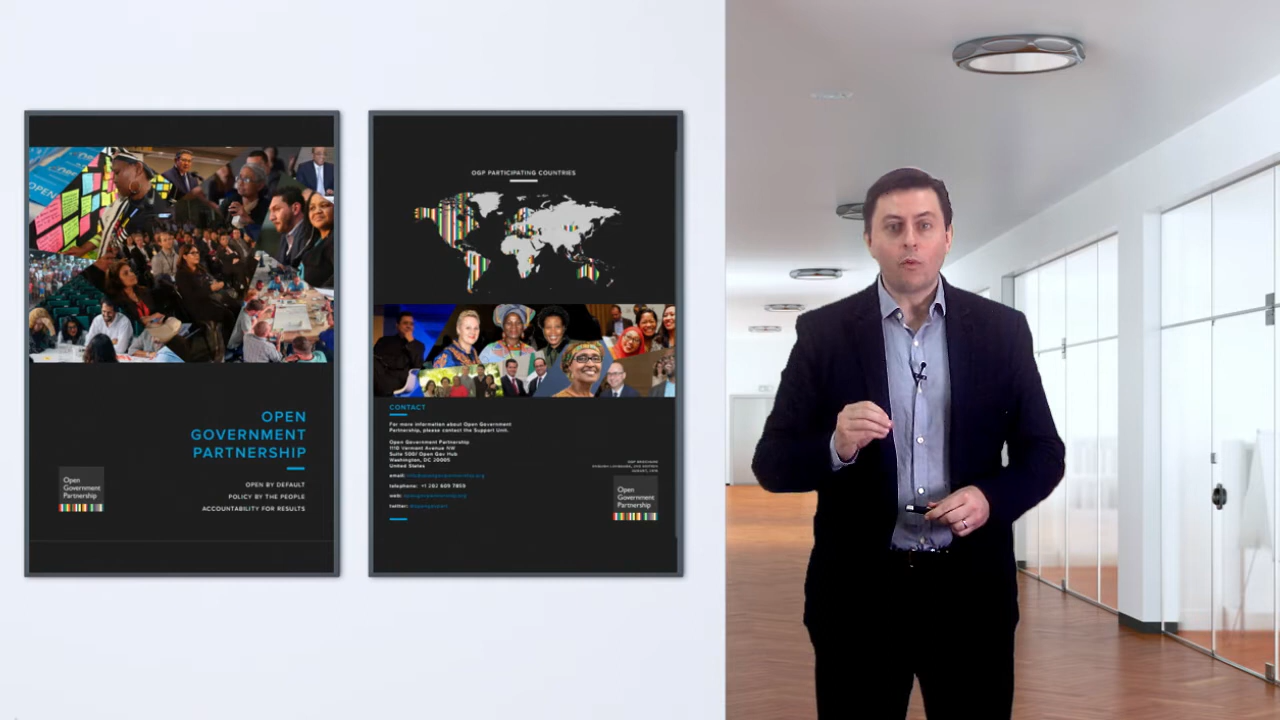 OPEN
OPEN
GOVERNMENT
PARTNERSHIP
OPEN BY DEFAULT
POLICY BY THE PEOPLE
ACCOUNTABILITY FOR RESULTS
Open
Government
Partnership
OGP PARTICIPATING COUNTRIES
CONTACT
For more information about Open Government
Partnership, please contact the Support Unit.
Open Government Partnership
1110 Vermont Avenue NW
Suite 500/ Open Gov Hub
Washington, DC 20005
United States
email:
telephone: +1 202 609 7859
web:
twitter:
OGP BROCHURE
Open
Government
Partnership